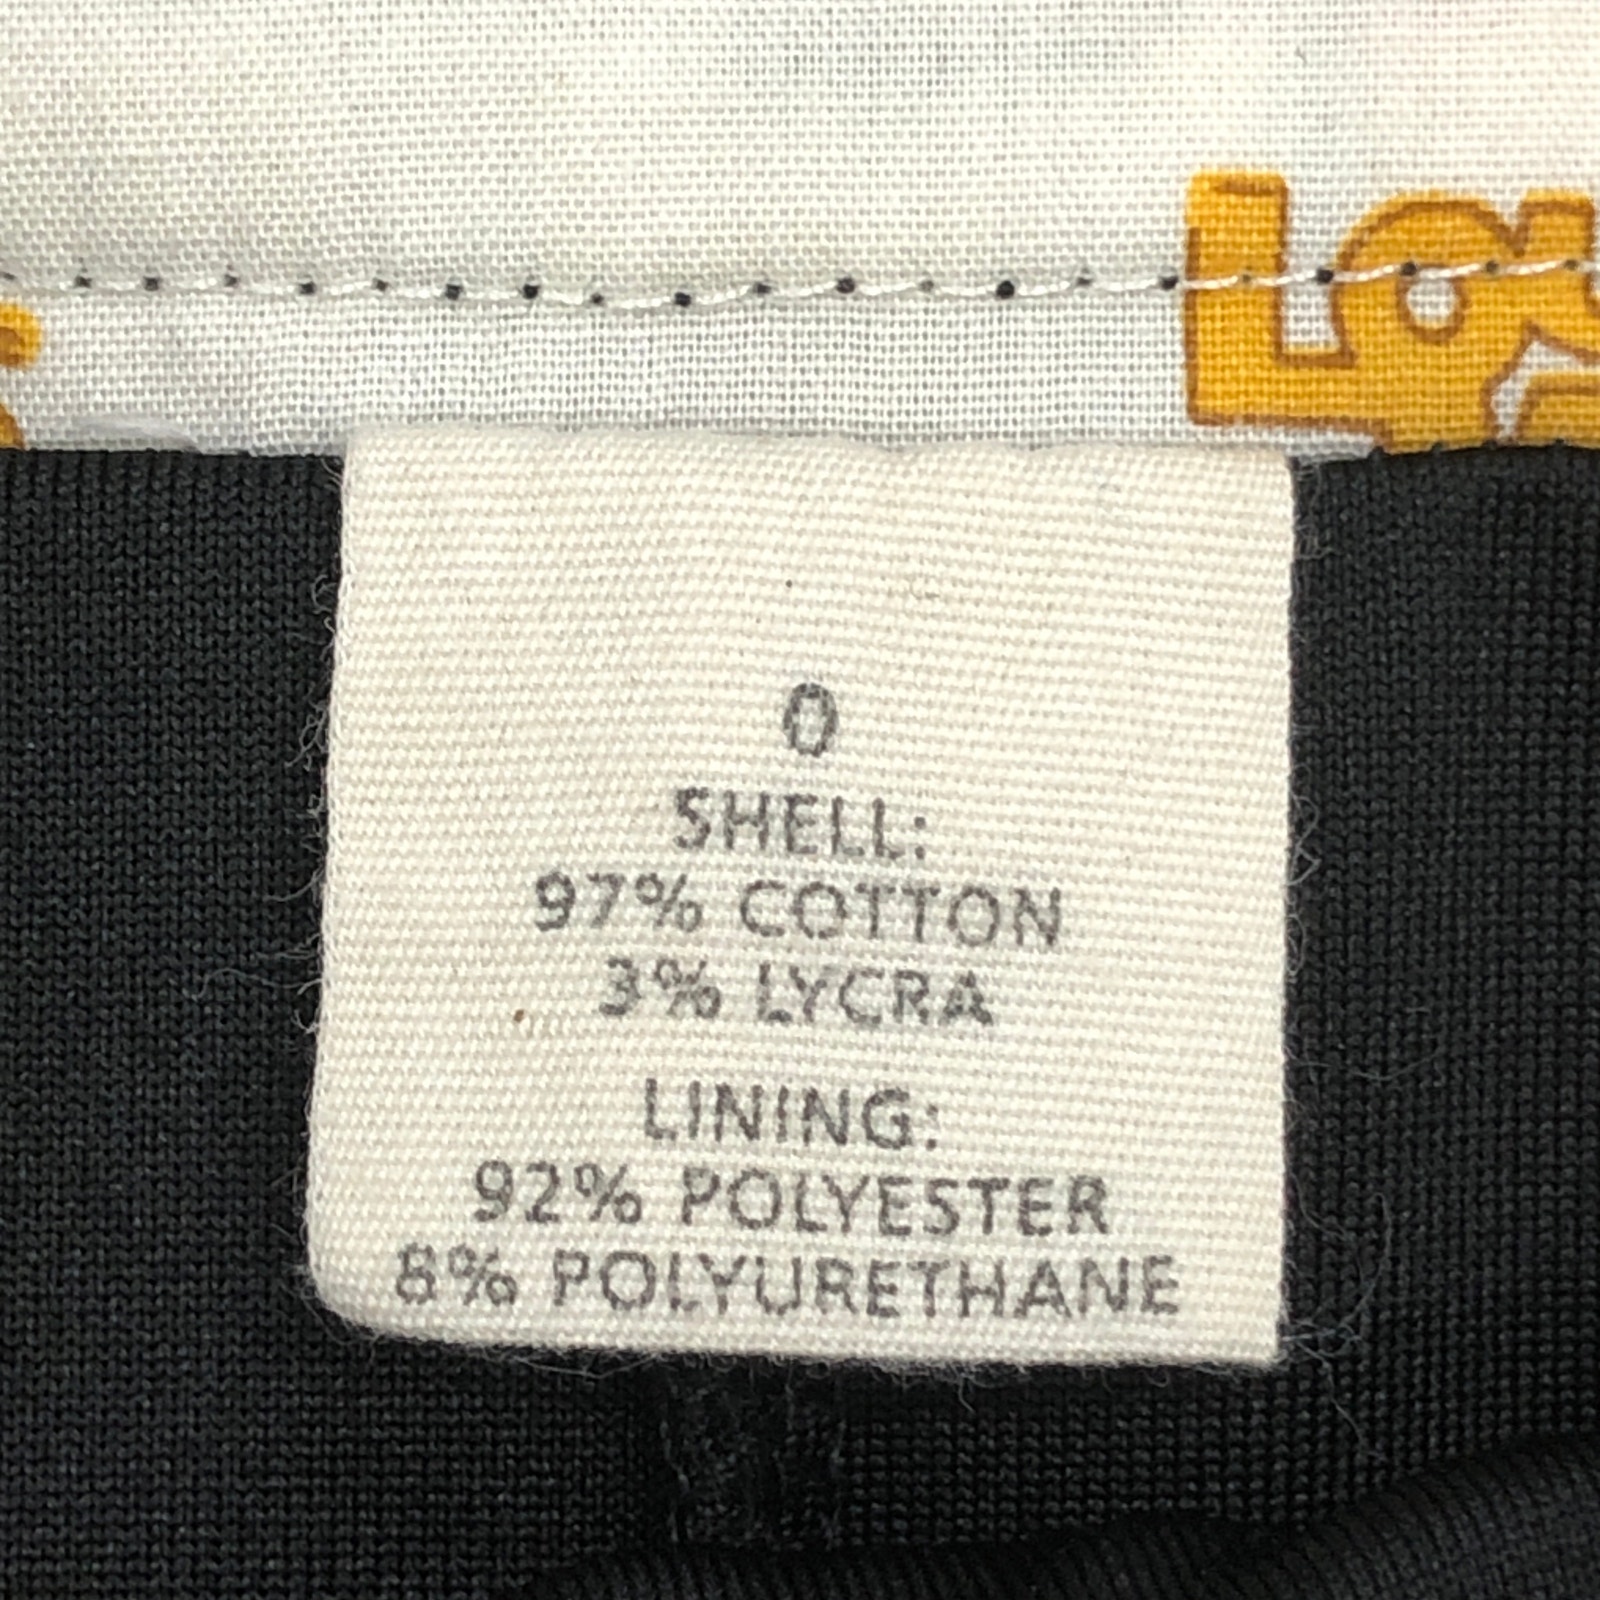 0
SHELL:
97% COTTON
3% LYCRA
LINING:
92% POLYESTER
8% POLYURETHANE